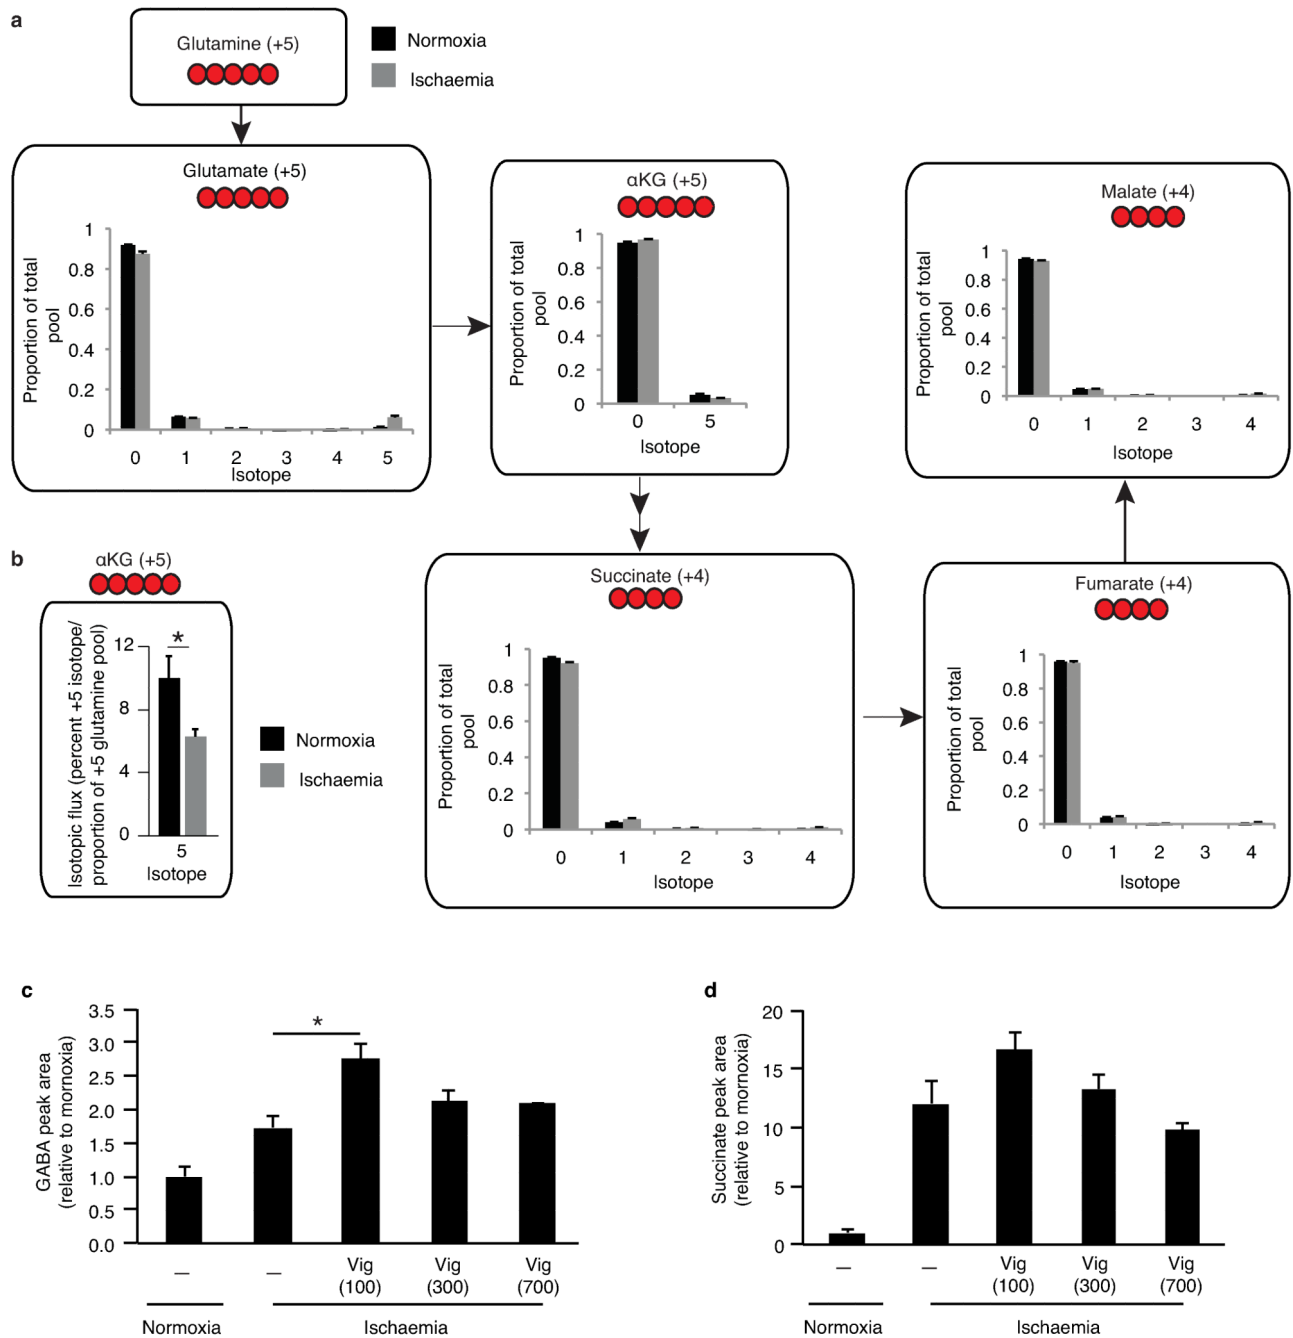 a
Glutamine (+5)
Normoxia
Ischaemia
Glutamate (+5)
Proportion of total
pool
1
0.8
0.6
0.4
0.2
0
0 1 2 3 4 5
Isotope
αKG (+5)
Proportion of total
pool
1
0.8
0.6
0.4
0.2
0
0 5
Isotope
Malate (+4)
Proportion of total
pool
1
0.8
0.6
0.4
0.2
0
0 1 2 3 4
Isotope
b
αKG (+5)
Isotopic flux (percent +5 isotope/
proportion of +5 glutamine pool)
12
8
4
0
*
5
Isotope
Normoxia
Ischaemia
Succinate (+4)
Proportion of total
pool
1
0.8
0.6
0.4
0.2
0
0 1 2 3 4
Isotope
Fumarate (+4)
Proportion of total
pool
1
0.8
0.6
0.4
0.2
0
0 1 2 3 4
Isotope
c
GABA peak area
(relative to mornoxia)
3.5
3.0
2.5
2.0
1.5
1.0
0.5
0.0
*
– – Vig Vig Vig
(100) (300) (700)
Normoxia Ischaemia
d
Succinate peak area
(relative to mornoxia)
20
15
10
5
0
– – Vig Vig Vig
(100) (300) (700)
Normoxia Ischaemia